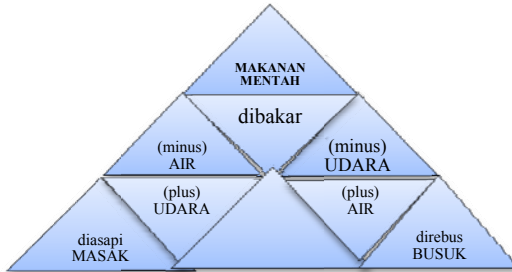 MAKANAN
MENTAH
dibakar
(minus)
AIR
(minus)
UDARA
(plus)
UDARA
(plus)
AIR
diasapi
MASAK
direbus
BUSUK